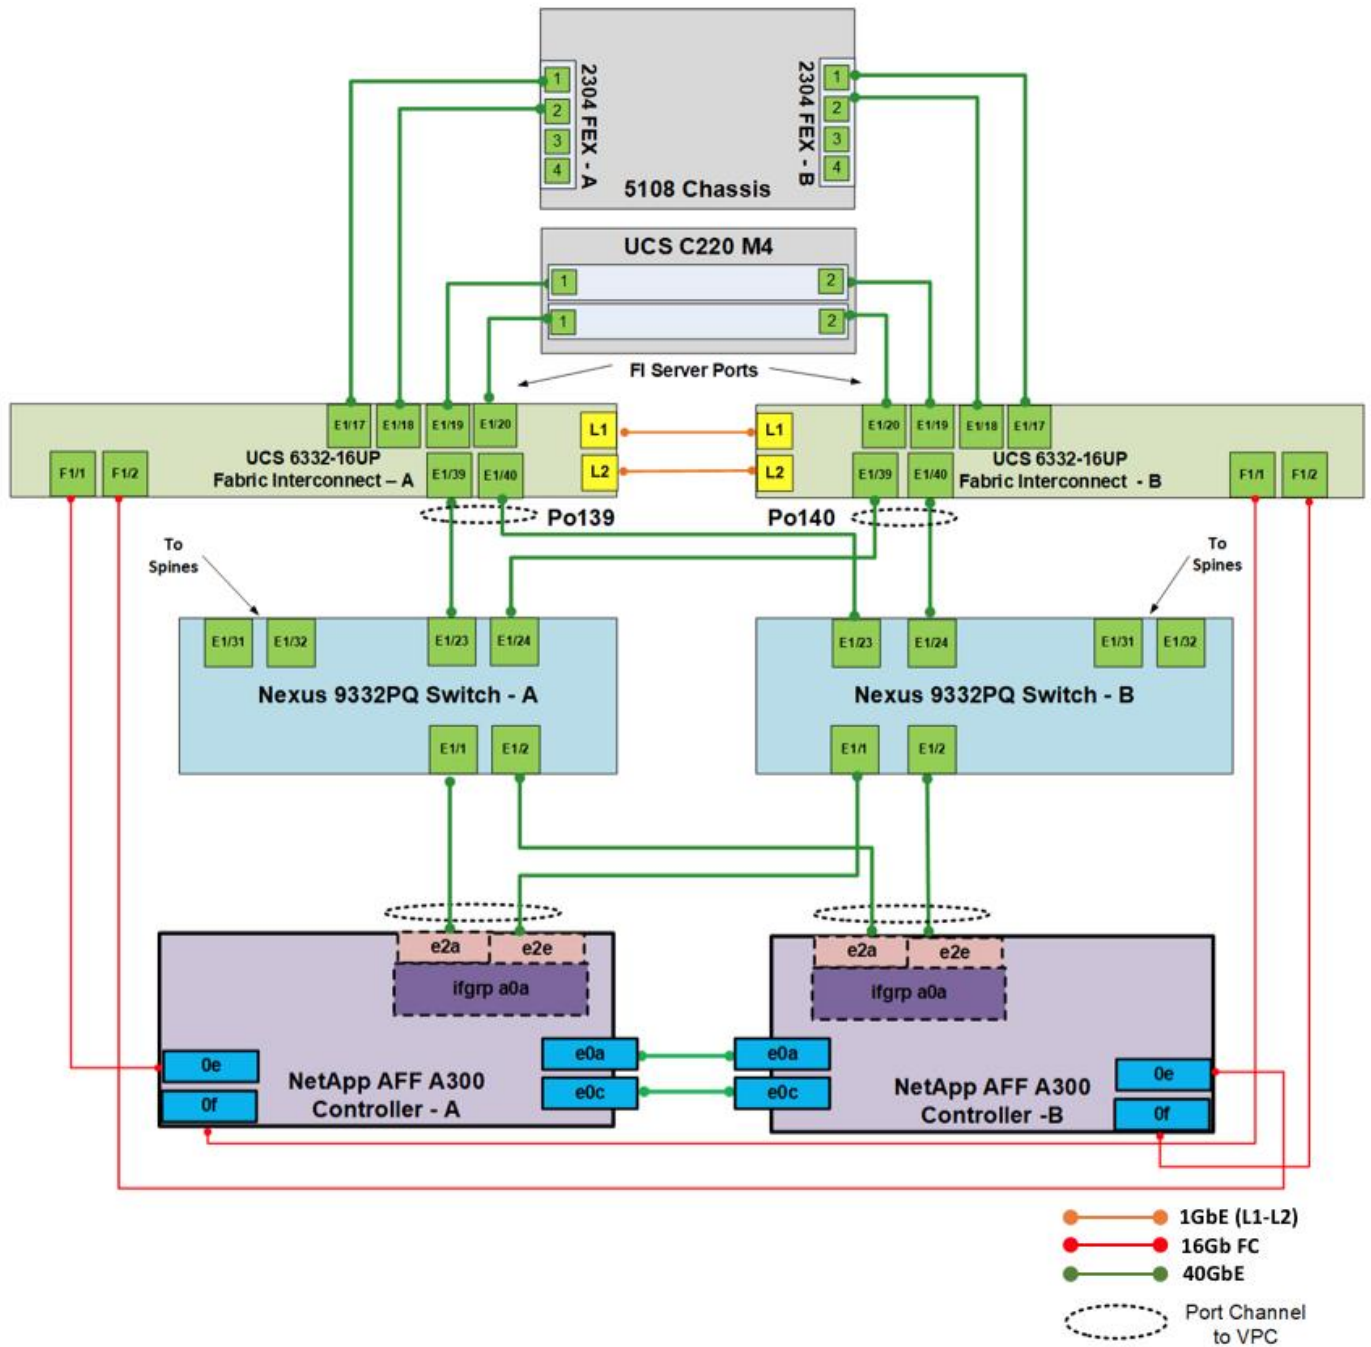 1
2
3
4
2304 FEX - A
2304 FEX - B
1
2
3
4
5108 Chassis
UCS C220 M4
1
2
1
2
FI Server Ports
E1/17
E1/18
E1/19
E1/20
L1
L1
E1/20
E1/19
E1/18
E1/17
F1/1
F1/2
UCS 6332-16UP
Fabric Interconnect – A
E1/39
E1/40
L2
L2
E1/39
E1/40
UCS 6332-16UP
Fabric Interconnect - B
F1/1
F1/2
Po139
Po140
To
Spines
To
Spines
E1/31
E1/32
E1/23
E1/24
E1/23
E1/24
E1/31
E1/32
Nexus 9332PQ Switch - A
Nexus 9332PQ Switch - B
E1/1
E1/2
E1/1
E1/2
e2a
e2e
e2a
e2e
ifgrp a0a
ifgrp a0a
0e
0f
NetApp AFF A300
Controller - A
e0a
e0c
e0a
e0c
NetApp AFF A300
Controller -B
0e
0f
1GbE (L1-L2)
16Gb FC
40GbE
Port Channel
to VPC